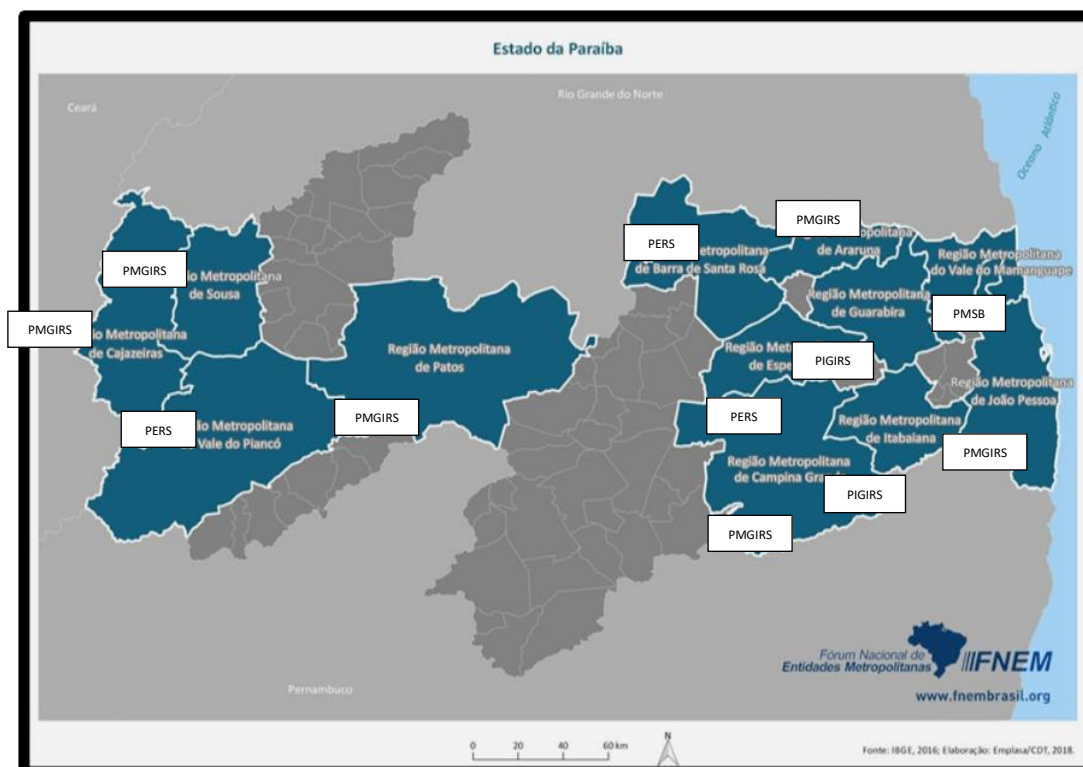 Estado da Paraíba
Ceará
Rio Grande do Norte
Oceano Atlântico
PMGIRS
Metropolitana
de Sousa
PMGIRS
Metropolitana
de Cajazeiras
PERS
Metropolitana
Vale do Piancó
Região Metropolitana
de Patos
PMGIRS
PERS
Metropolitana
de Barra de Santa Rosa
PMGIRS
de Araruna
Região Metropolitana
do Vale do Mamanguape
Região Metropolitana
de Guarabira
PMSB
Região
de
PIGIRS
Região Metropolitana
de João Pessoa
PERS
Região Metropolitana
de Itabaiana
PMGIRS
Região Metropolitana
de Campina
PIGIRS
PMGIRS
Pernambuco
Fórum Nacional de
Entidades Metropolitanas
FNEM
www.fnembrasil.org
0 20 40 60 km
N
Fonte: IBGE, 2016; Elaboração: Emplasa/CDT, 2018.